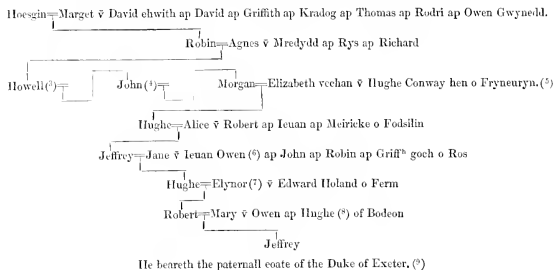 Hoesgin=Marget ṽ David ehwith ap David ap Griffith ap Kradog ap Thomas ap Rodri ap Owen Gwynedd.
Robin=Agnes ṽ Mredydd ap Rys ap Richard
Howell(³)= John(⁴)= Morgan=Elizabeth vechan ṽ Hughe Conway hen o Fryneuryn.(⁵)
Hughe=Alice ṽ Robert ap Ieuan ap Meiricke o Fodsilin
Jeffrey=Jane ṽ Ieuan Owen (⁶) ap John ap Robin ap Griffʰ goch o Ros
Hughe=Elynor(⁷) ṽ Edward Holand o Ferm
Robert=Mary ṽ Owen ap Hughe (⁸) of Bodeon
Jeffrey
He beareth the paternall coate of the Duke of Exeter. (⁹)